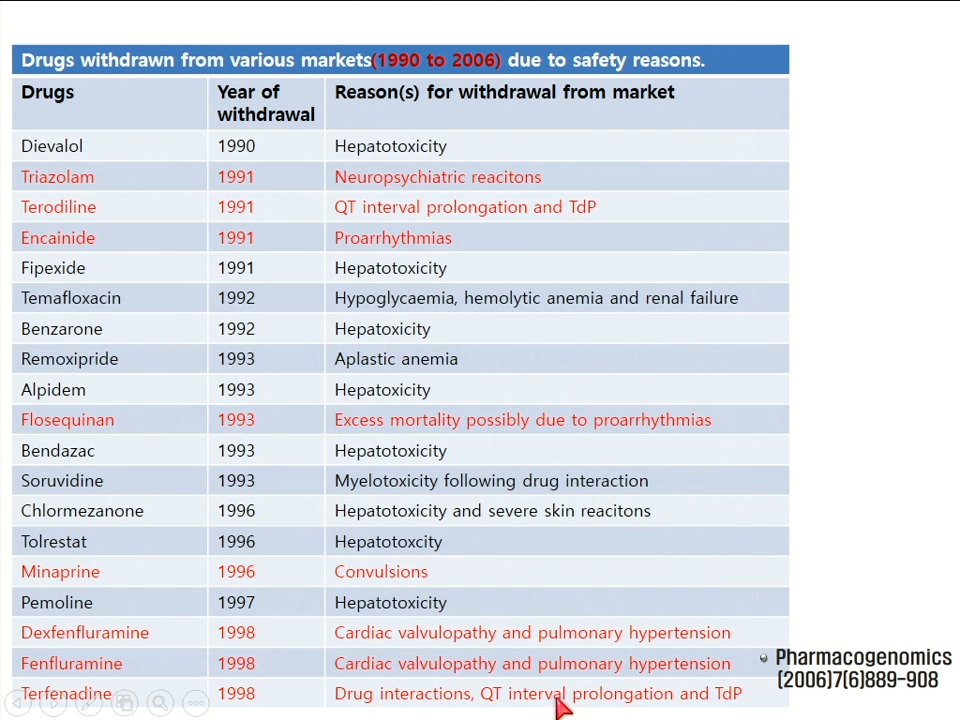 Drugs withdrawn from various markets(1990 to 2006) due to safety reasons.
Drugs Year of withdrawal Reason(s) for withdrawal from market
Dievalol 1990 Hepatotoxicity
Triazolam 1991 Neuropsychiatric reacitons
Terodiline 1991 QT interval prolongation and TdP
Encainide 1991 Proarrhythmias
Fipexide 1991 Hepatotoxicity
Temafloxacin 1992 Hypoglycaemia, hemolytic anemia and renal failure
Benzarone 1992 Hepatoxicity
Remoxipride 1993 Aplastic anemia
Alpidem 1993 Hepatoxicity
Flosequinan 1993 Excess mortality possibly due to proarrhythmias
Bendazac 1993 Hepatotoxicity
Soruvidine 1993 Myelotoxicity following drug interaction
Chlormezanone 1996 Hepatotoxicity and severe skin reacitons
Tolrestat 1996 Hepatotoxcity
Minaprine 1996 Convulsions
Pemoline 1997 Hepatotoxicity
Dexfenfluramine 1998 Cardiac valvulopathy and pulmonary hypertension
Fenfluramine 1998 Cardiac valvulopathy and pulmonary hypertension
Terfenadine 1998 Drug interactions, QT interval prolongation and TdP
Pharmacogenomics
(2006)7(6)889-908